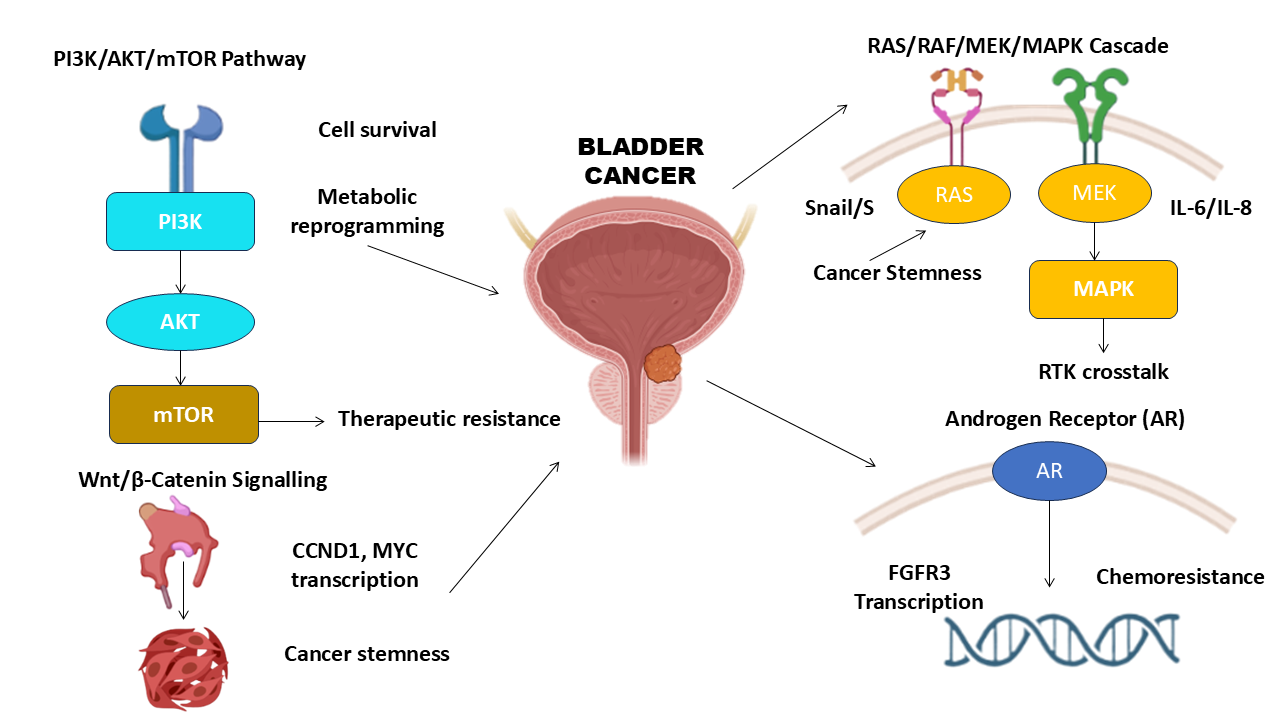 PI3K/AKT/mTOR Pathway
Cell survival
Metabolic
reprogramming
PI3K
AKT
mTOR
Therapeutic resistance
Wnt/β-Catenin Signalling
CCND1, MYC
transcription
Cancer stemness
BLADDER
CANCER
RAS/RAF/MEK/MAPK Cascade
RAS
MEK
Snail/S
IL-6/IL-8
Cancer Stemness
MAPK
RTK crosstalk
Androgen Receptor (AR)
AR
FGFR3
Transcription
Chemoresistance